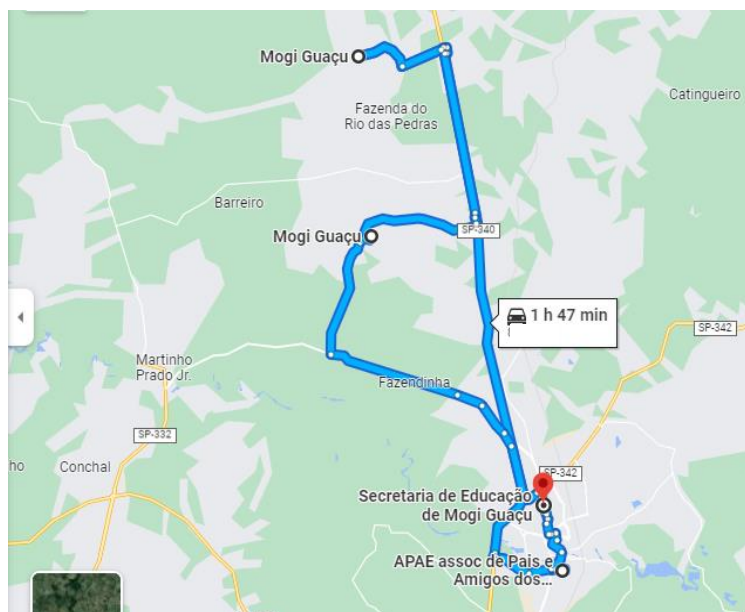 Mogi Guaçu
Catingueiro
Fazenda do
Rio das Pedras
Barreiro
Mogi Guaçu
SP-340
1 h 47 min
SP-342
Martinho
Prado Jr.
Fazendinha
SP-332
ho
Conchal
SP-342
Secretaria de Educação
de Mogi Guaçu
APAE assoc de Pais e
Amigos dos...